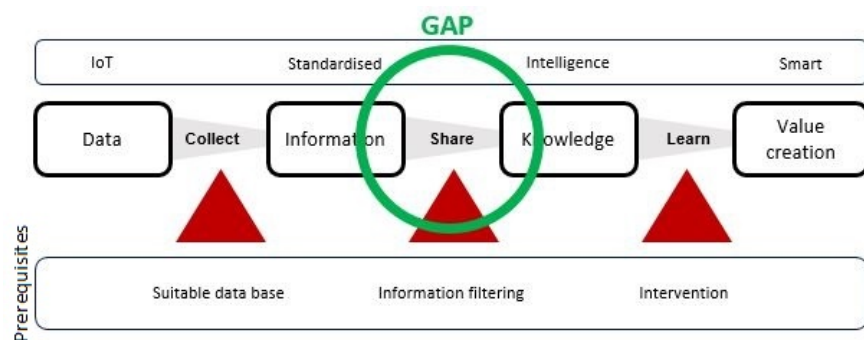 GAP
IoT Standardised Intelligence Smart
Data Collect Information Share Knowledge Learn Value
creation
Prerequisites
Suitable data base Information filtering Intervention